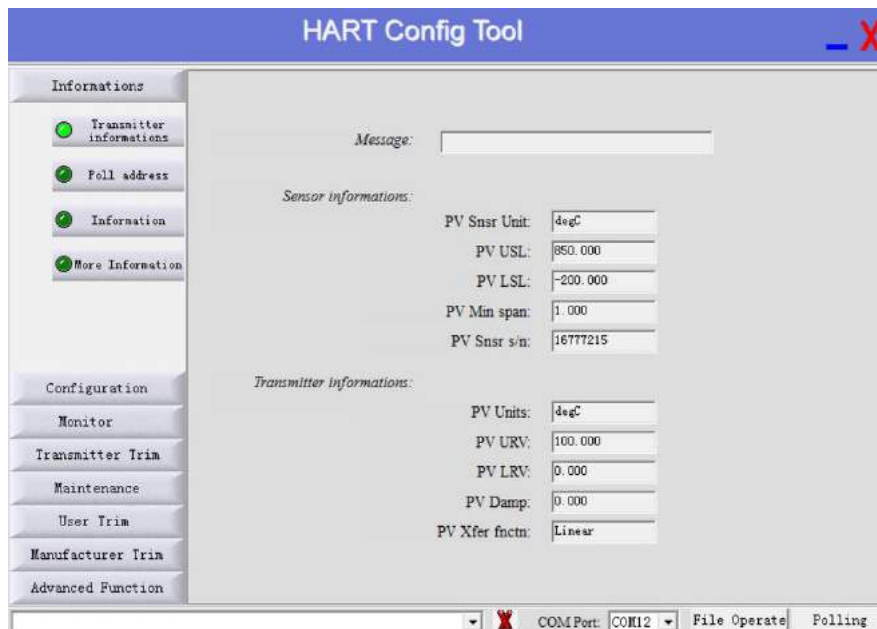 HART Config Tool
Informations
Transmitter
informations
Poll address
Information
More Information
Configuration
Monitor
Transmitter Trim
Maintenance
User Trim
Manufacturer Trim
Advanced Function
Message:
Sensor informations:
PV Snsr Unit: degC
PV USL: 850.000
PV LSL: -200.000
PV Min span: 1.000
PV Snsr s/n: 16777215
Transmitter informations:
PV Units: degC
PV URV: 100.000
PV LRV: 0.000
PV Damp: 0.000
PV Xfer fnctn: Linear
COM Port: COM12 File Operate Polling